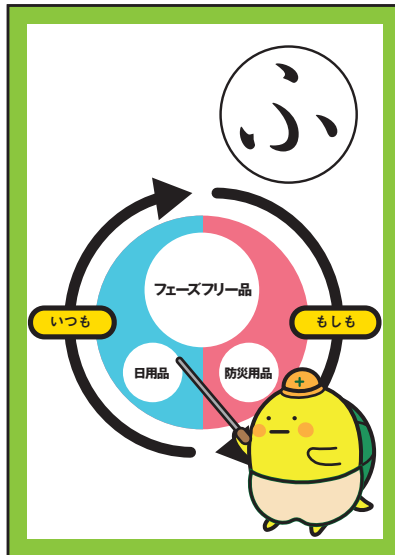 ふ
フェーズフリー品
いつも
もしも
日用品
防災用品